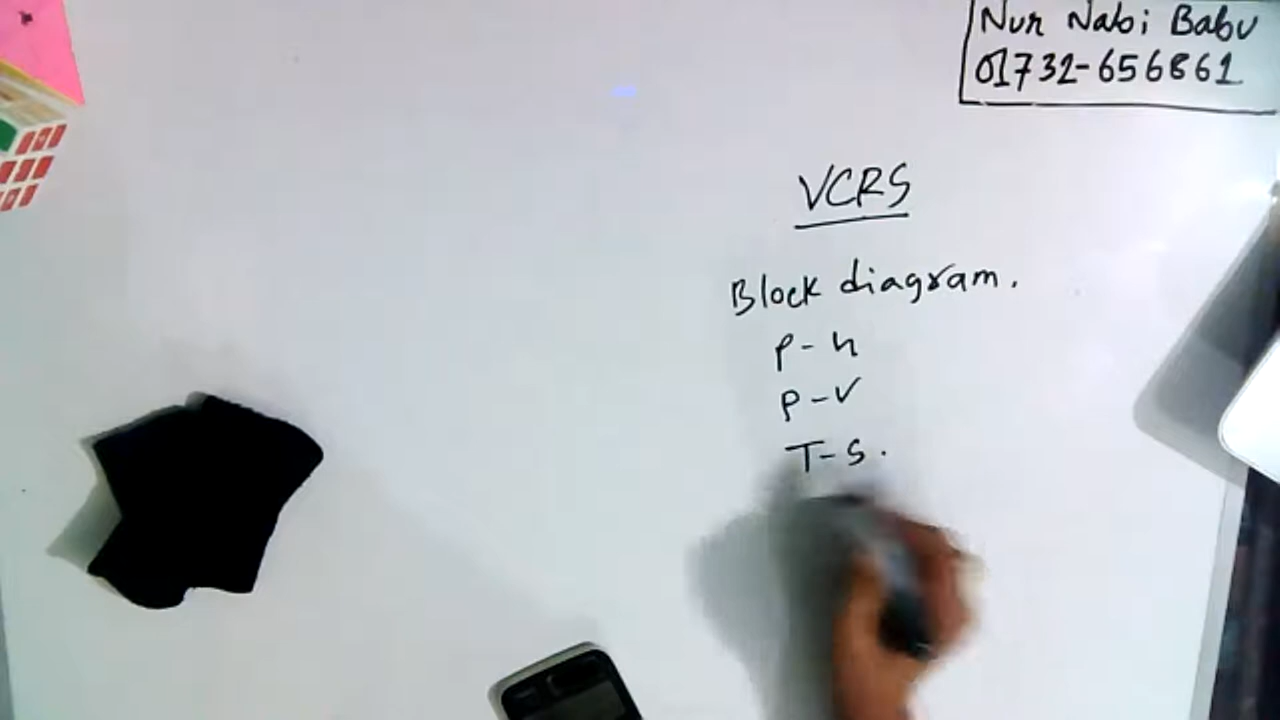 Nur Nabi Babu
01732-656861
VCRS
Block diagram.
P-h
P-V
T-S.